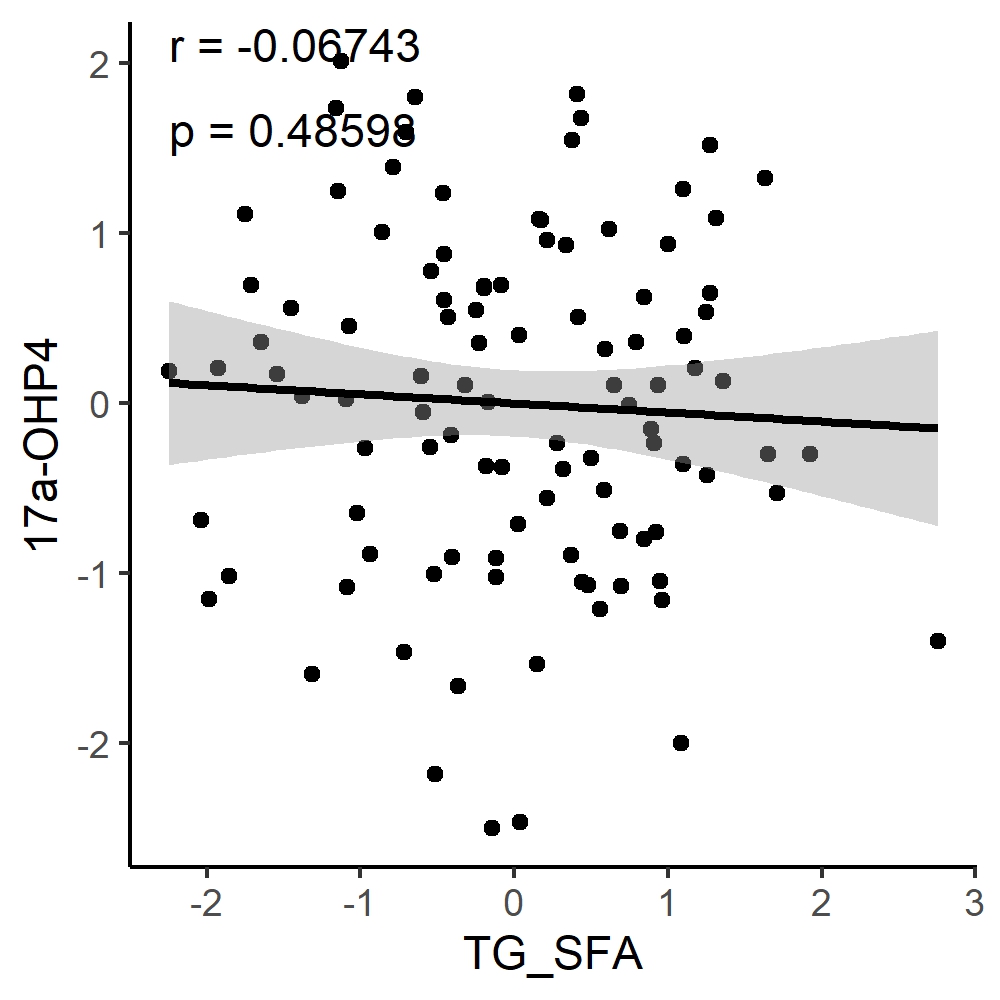 r = -0.06743
p = 0.48598
2
1
0
-1
-2
17a-OHP4
-2
-1
0
1
2
3
TG_SFA